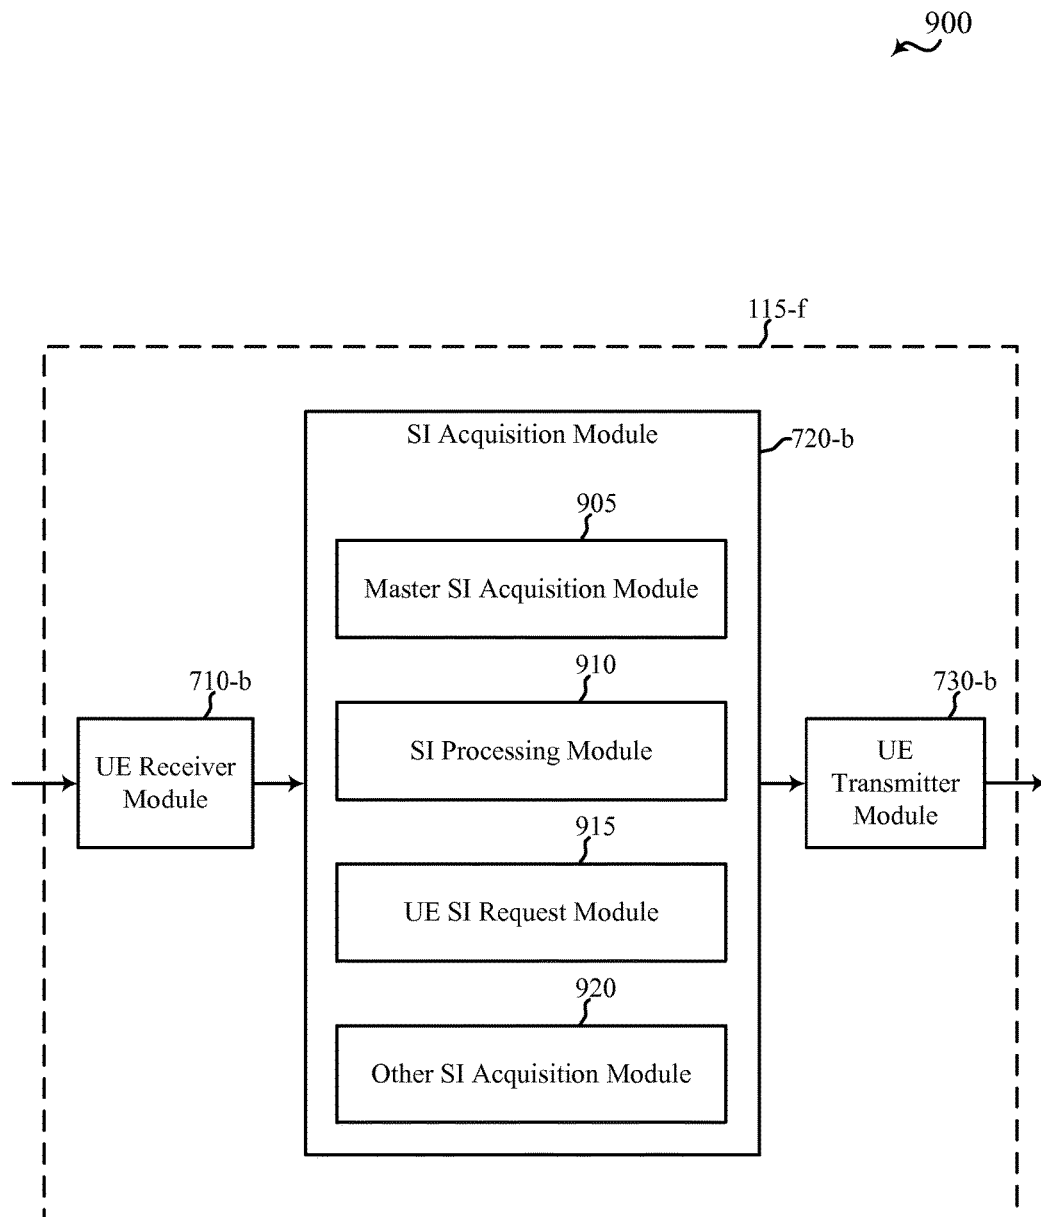 900
115-f
SI Acquisition Module
720-b
905
Master SI Acquisition Module
710-b
UE Receiver
Module
910
SI Processing Module
730-b
UE
Transmitter
Module
915
UE SI Request Module
920
Other SI Acquisition Module